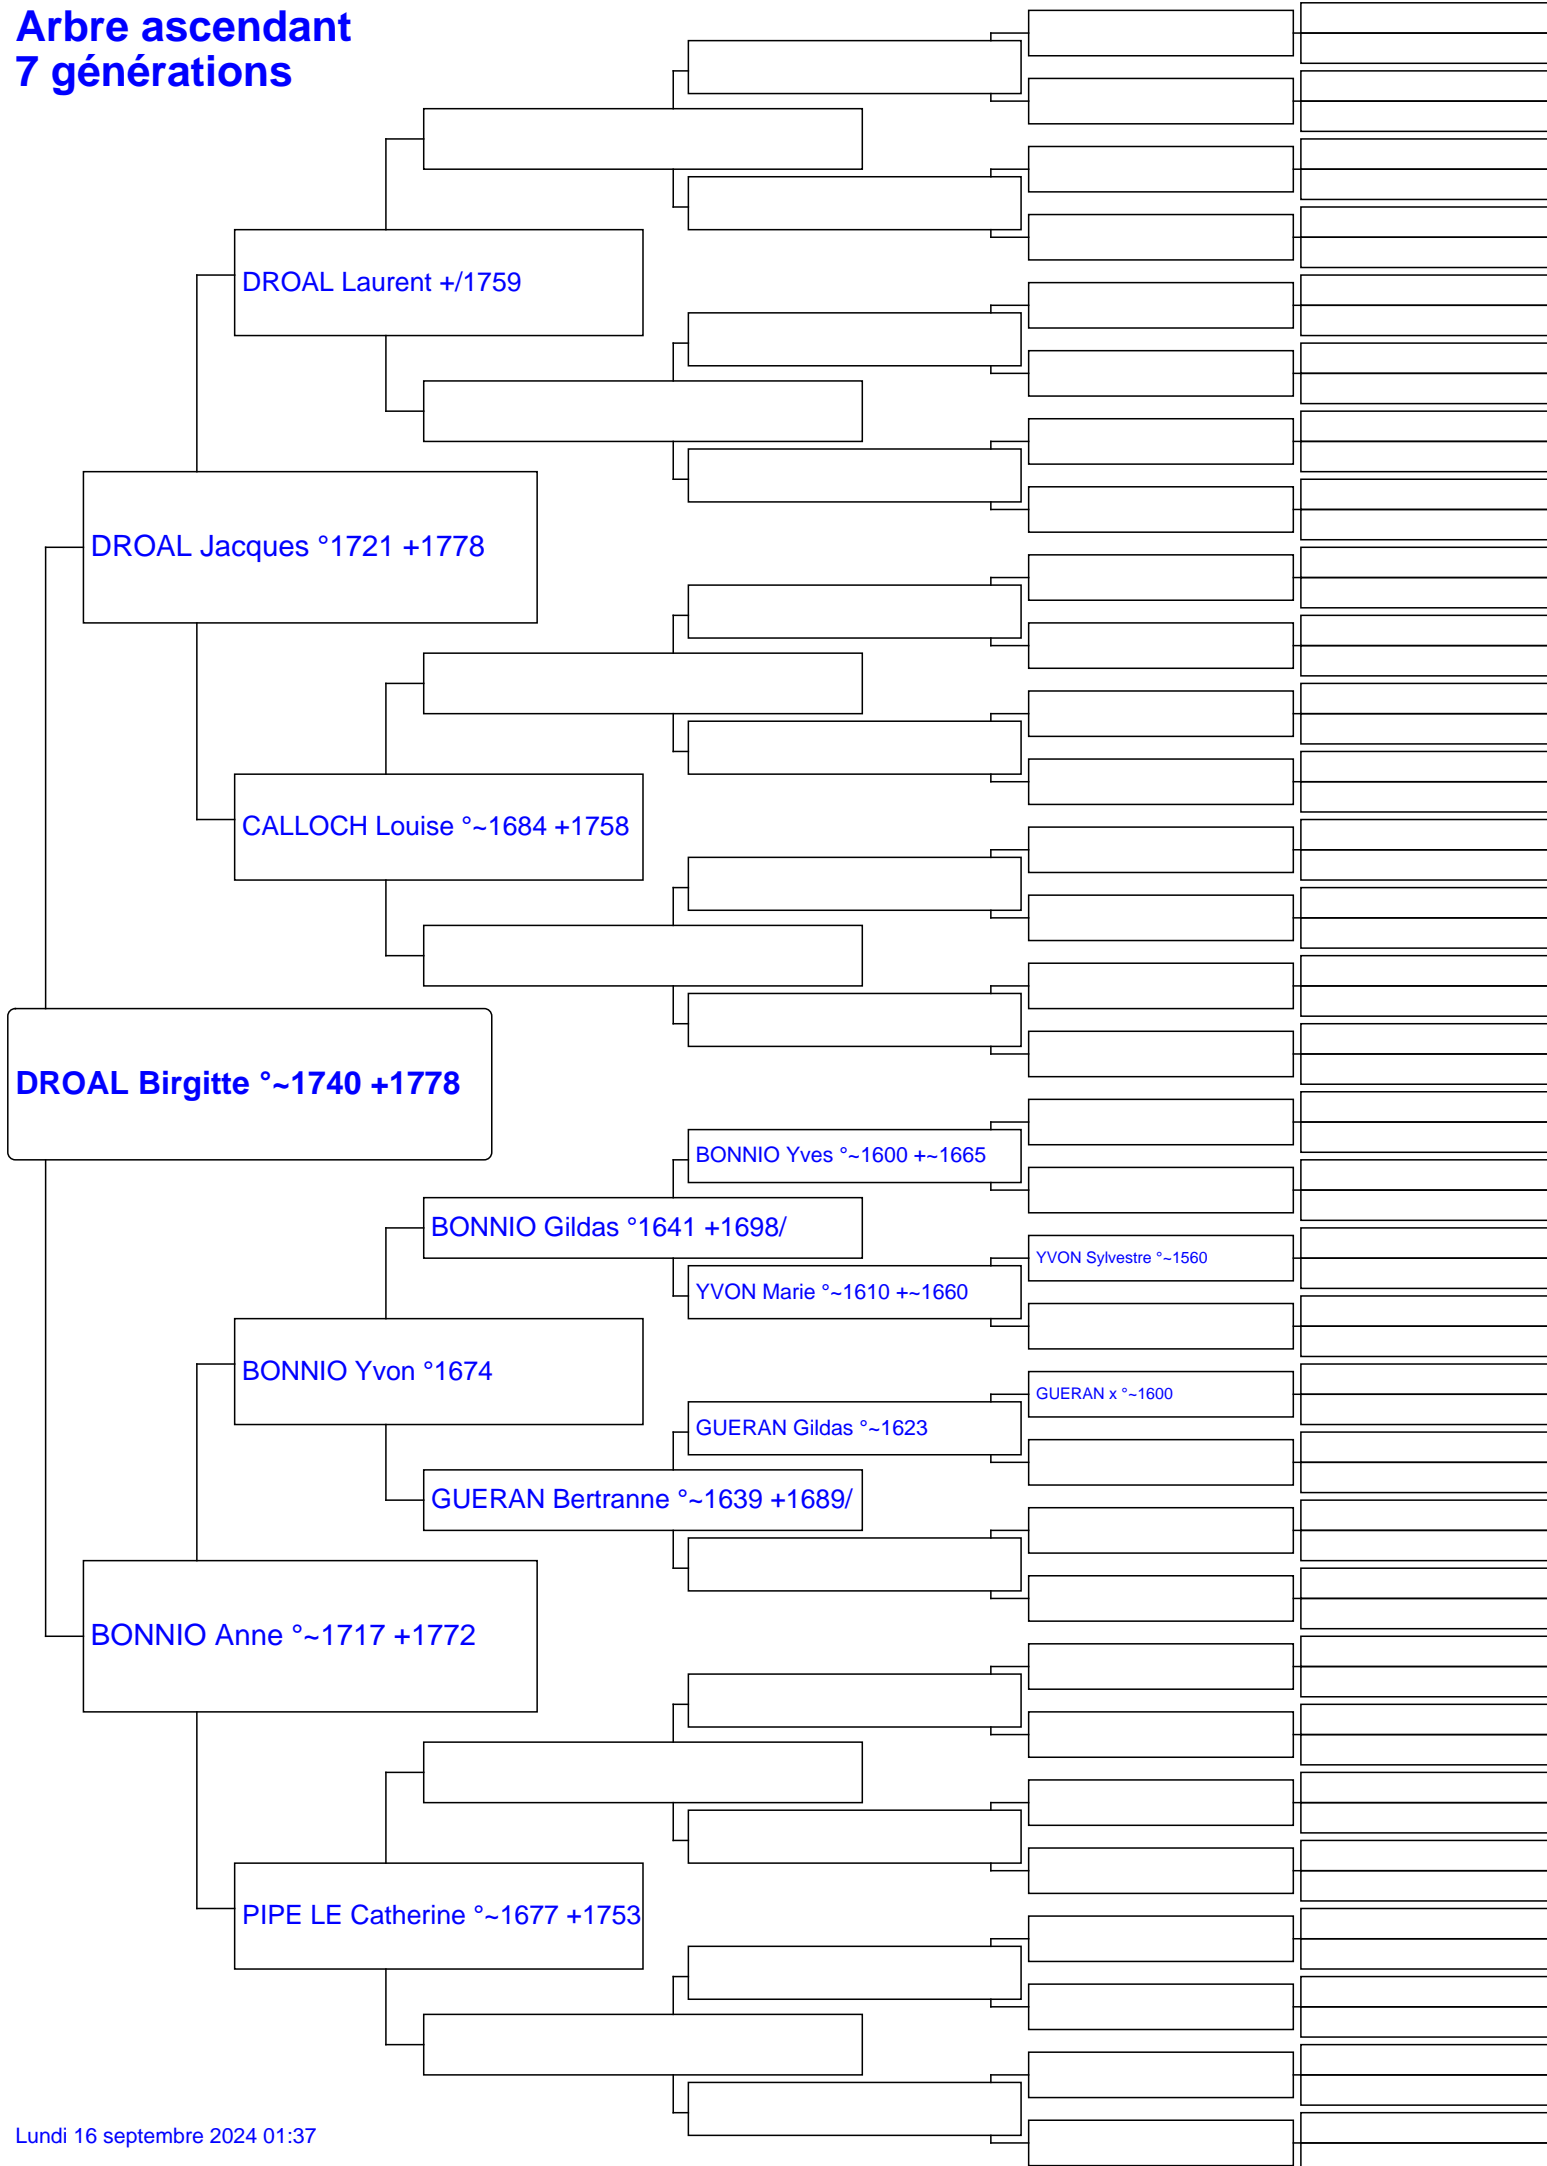 Arbre ascendant
7 générations
DROAL Laurent +/1759
DROAL Jacques °1721 +1778
CALLOCH Louise °~1684 +1758
DROAL Birgitte °~1740 +1778
BONNIO Yves °~1600 +~1665
BONNIO Gildas °1641 +1698/
YVON Sylvestre °~1560
YVON Marie °~1610 +~1660
BONNIO Yvon °1674
GUERAN x °~1600
GUERAN Gildas °~1623
GUERAN Bertranne °~1639 +1689/
BONNIO Anne °~1717 +1772
PIPE LE Catherine °~1677 +1753
Lundi 16 septembre 2024 01:37